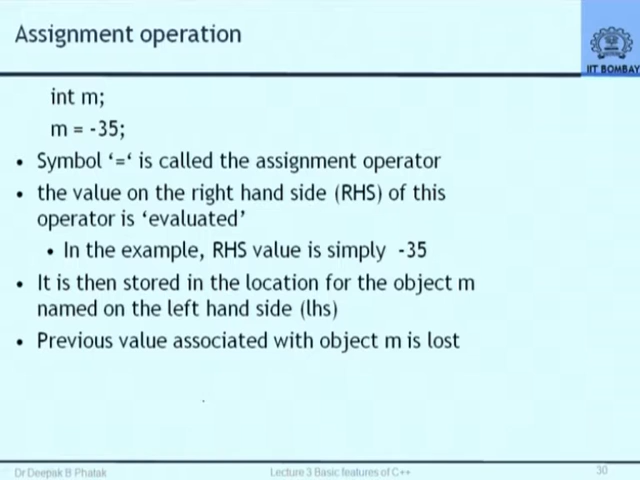 Assignment operation
IIT BOMBAY
int m;
m = -35;
• Symbol ‘=‘ is called the assignment operator
• the value on the right hand side (RHS) of this
operator is ‘evaluated’
• In the example, RHS value is simply -35
• It is then stored in the location for the object m
named on the left hand side (lhs)
• Previous value associated with object m is lost
Dr Deepak B Phatak
Lecture 3 Basic features of C++
30